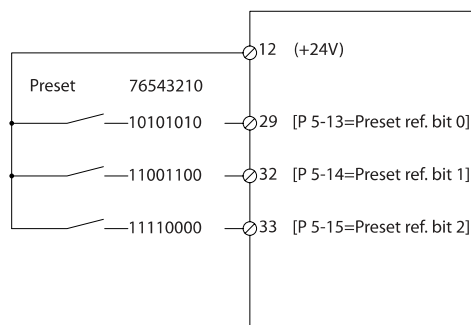 12 (+24V)
Preset 76543210
10101010 29 [P 5-13=Preset ref. bit 0]
11001100 32 [P 5-14=Preset ref. bit 1]
11110000 33 [P 5-15=Preset ref. bit 2]